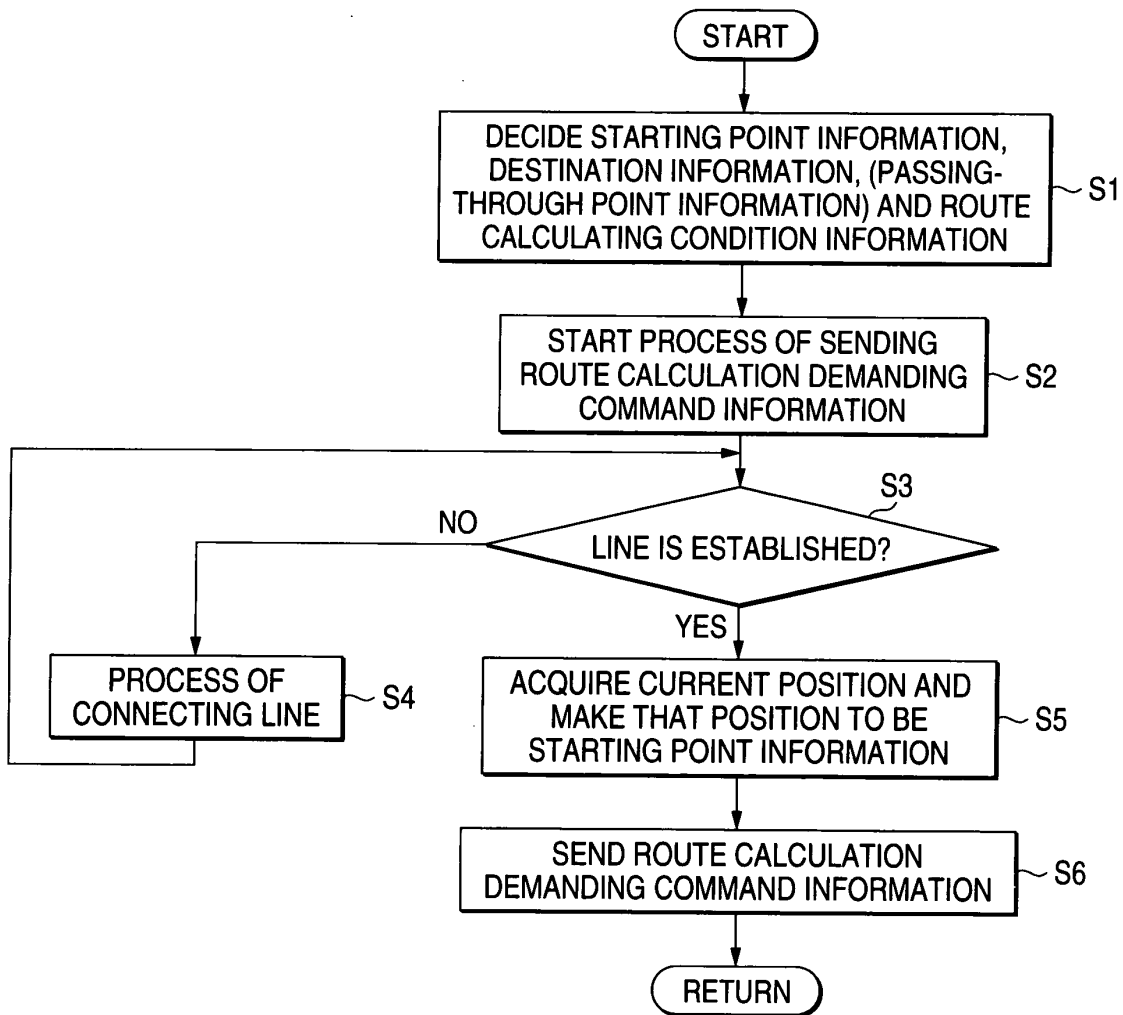 START
DECIDE STARTING POINT INFORMATION,
DESTINATION INFORMATION, (PASSING-
THROUGH POINT INFORMATION) AND ROUTE
CALCULATING CONDITION INFORMATION
S1
START PROCESS OF SENDING
ROUTE CALCULATION DEMANDING
COMMAND INFORMATION
S2
S3
NO
LINE IS ESTABLISHED?
YES
PROCESS OF
CONNECTING LINE
S4
ACQUIRE CURRENT POSITION AND
MAKE THAT POSITION TO BE
STARTING POINT INFORMATION
S5
SEND ROUTE CALCULATION
DEMANDING COMMAND INFORMATION
S6
RETURN